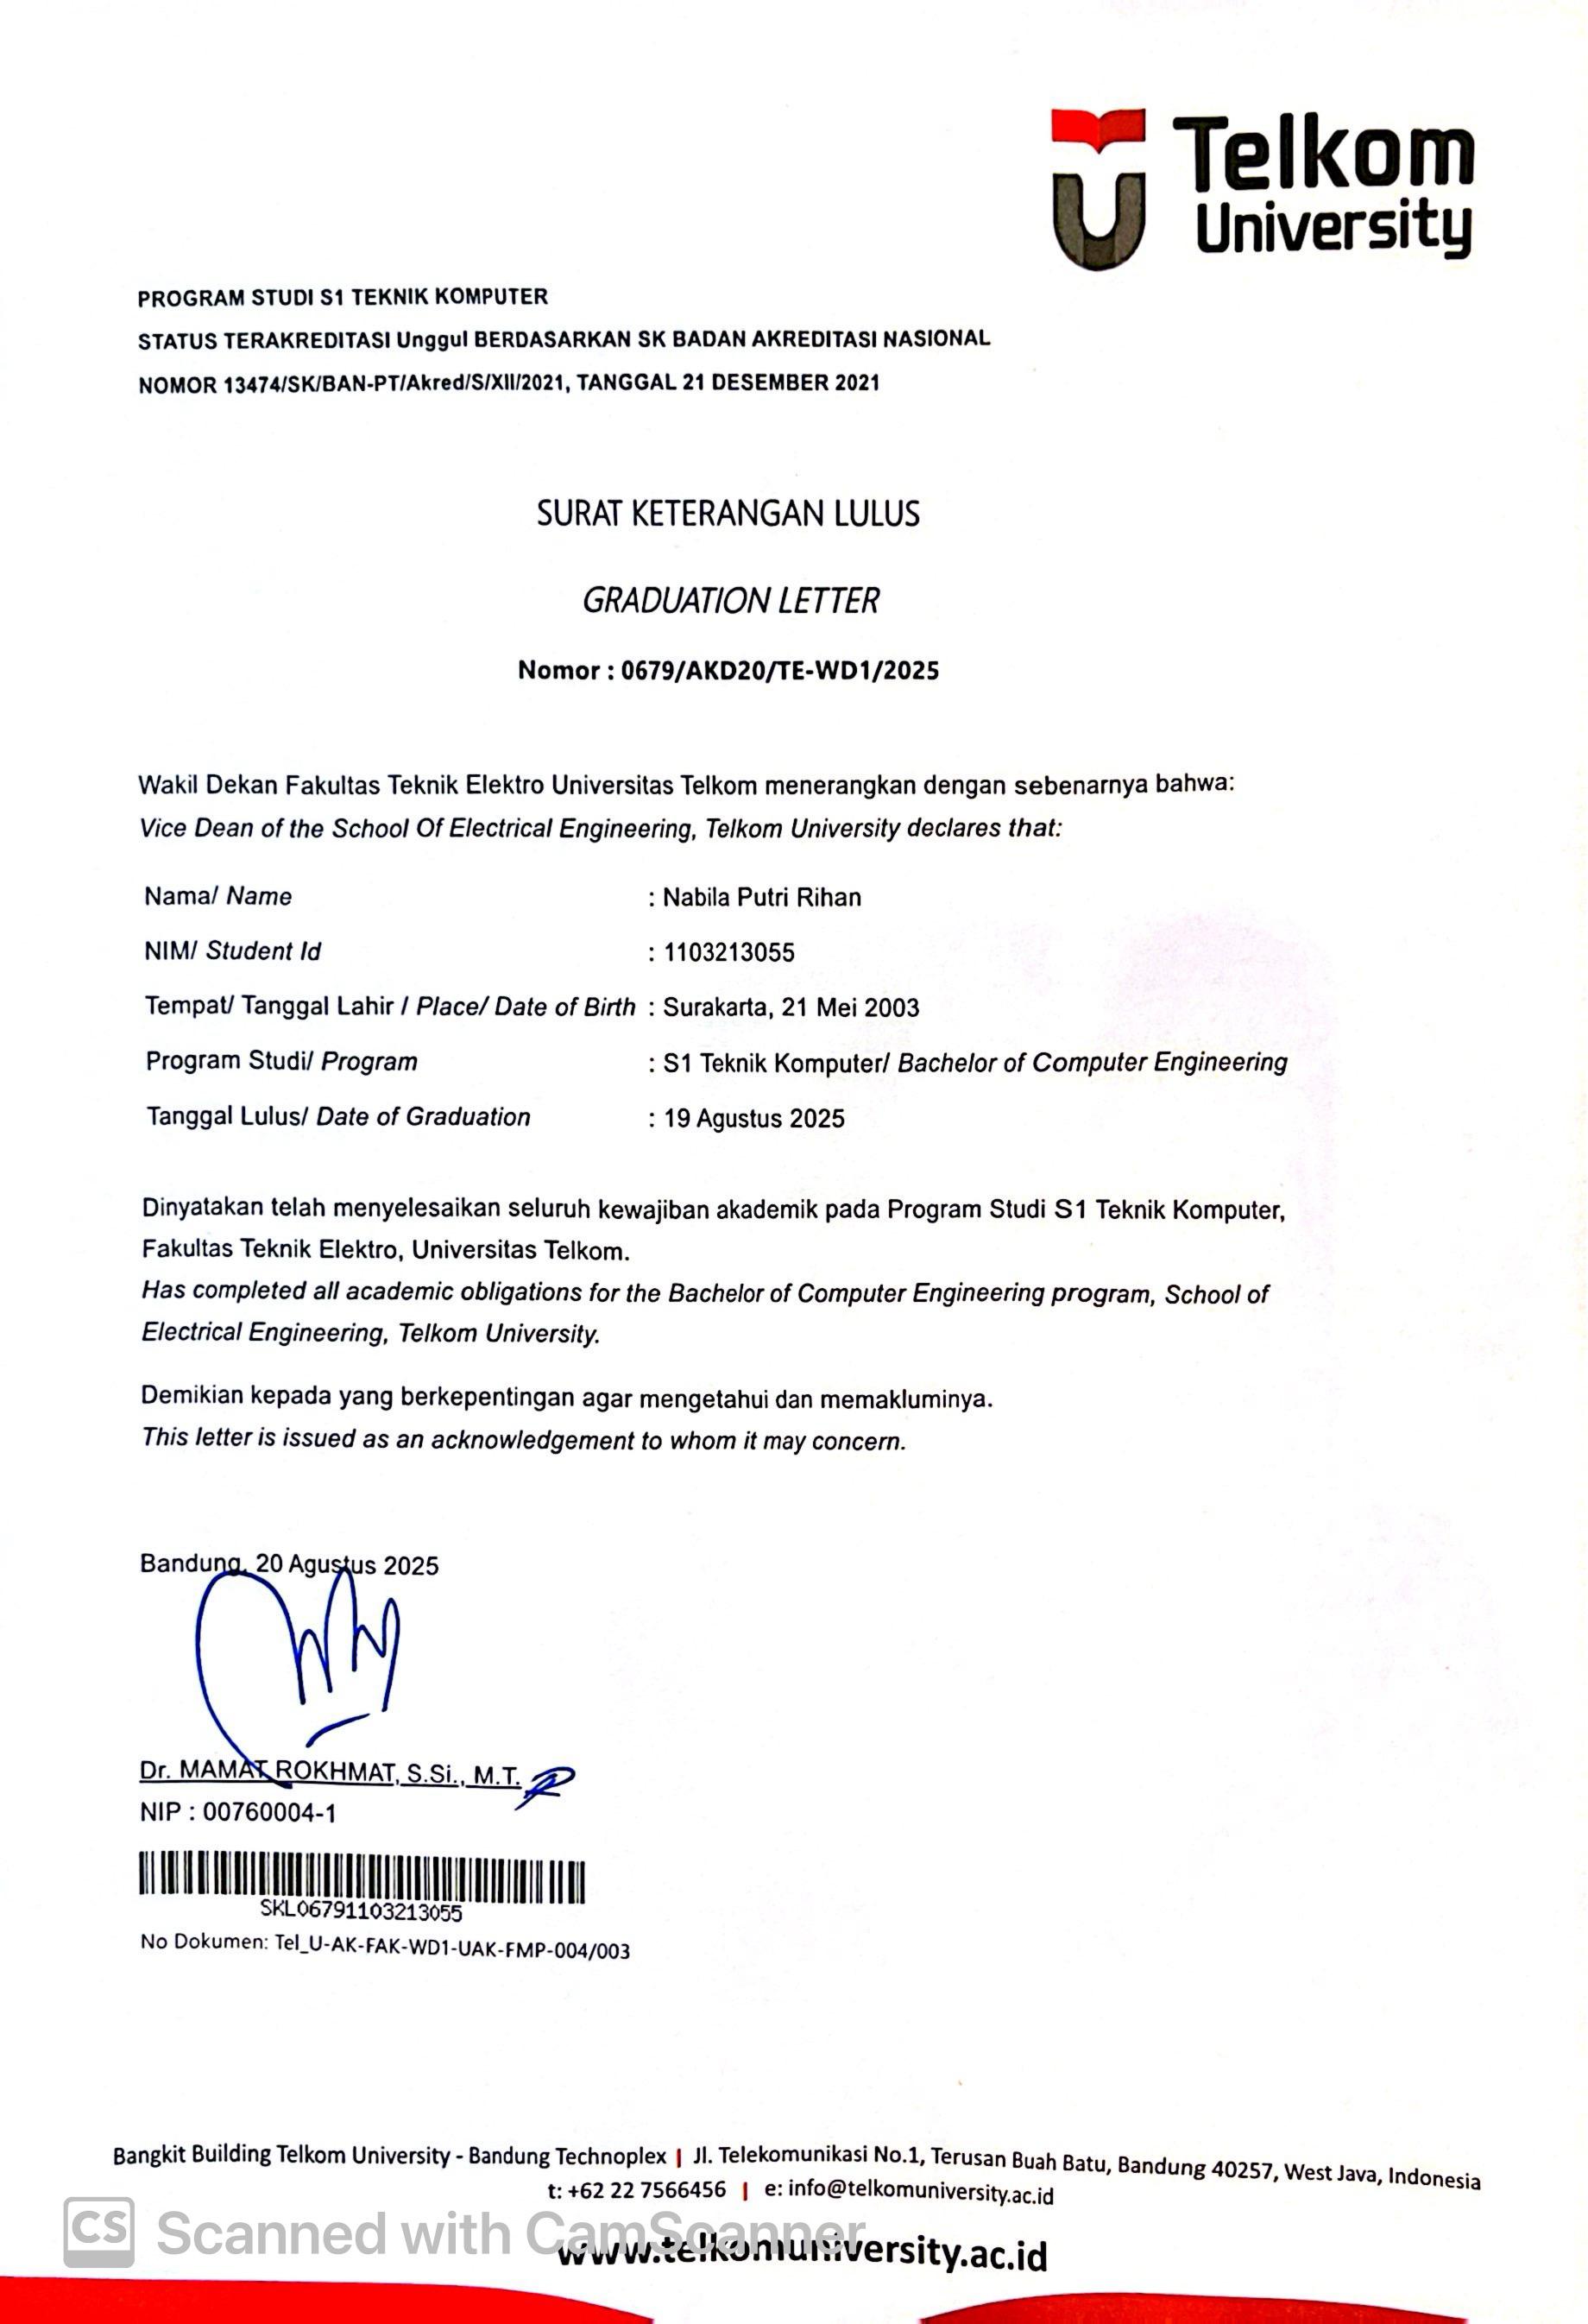 Telkom
University
PROGRAM STUDI S1 TEKNIK KOMPUTER
STATUS TERAKREDITASI Unggul BERDASARKAN SK BADAN AKREDITASI NASIONAL
NOMOR 13474/SK/BAN-PT/Akred/S/XII/2021, TANGGAL 21 DESEMBER 2021
SURAT KETERANGAN LULUS
GRADUATION LETTER
Nomor : 0679/AKD20/TE-WD1/2025
Wakil Dekan Fakultas Teknik Elektro Universitas Telkom menerangkan dengan sebenarnya bahwa:
Vice Dean of the School Of Electrical Engineering, Telkom University declares that:
Nama/ Name : Nabila Putri Rihan
NIM/ Student Id : 1103213055
Tempat/ Tanggal Lahir / Place/ Date of Birth : Surakarta, 21 Mei 2003
Program Studi/ Program : S1 Teknik Komputer/ Bachelor of Computer Engineering
Tanggal Lulus/ Date of Graduation : 19 Agustus 2025
Dinyatakan telah menyelesaikan seluruh kewajiban akademik pada Program Studi S1 Teknik Komputer,
Fakultas Teknik Elektro, Universitas Telkom.
Has completed all academic obligations for the Bachelor of Computer Engineering program, School of
Electrical Engineering, Telkom University.
Demikian kepada yang berkepentingan agar mengetahui dan memakluminya.
This letter is issued as an acknowledgement to whom it may concern.
Bandung, 20 Agustus 2025
Dr. MAMAT ROKHMAT, S.Si., M.T.
NIP : 00760004-1
SKL06791103213055
No Dokumen: Tel_U-AK-FAK-WD1-UAK-FMP-004/003
Bangkit Building Telkom University - Bandung Technoplex | Jl. Telekomunikasi No.1, Terusan Buah Batu, Bandung 40257, West Java, Indonesia
t: +62 22 7566456 | e: info@telkomuniversity.ac.id
CS Scanned with CamScanner
www.telkomuniversity.ac.id